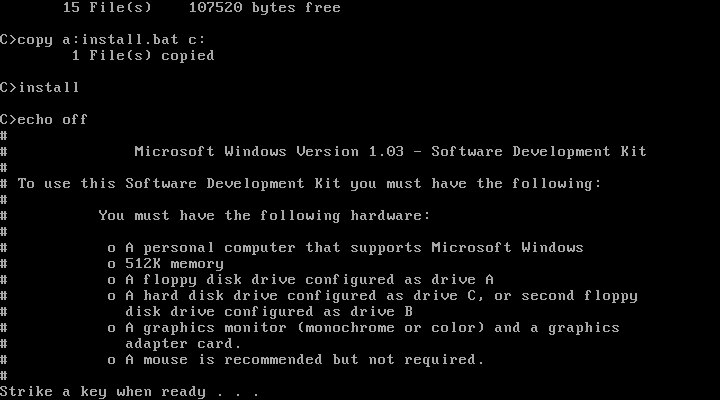 15 File(s)    107520 bytes free
C>copy a:install.bat c:
1 File(s) copied
C>install
C>echo off
#
#              Microsoft Windows Version 1.03 - Software Development Kit
#
# To use this Software Development Kit you must have the following:
#
#          You must have the following hardware:
#
#           o A personal computer that supports Microsoft Windows
#           o 512K memory
#           o A floppy disk drive configured as drive A
#           o A hard disk drive configured as drive C, or second floppy
#             disk drive configured as drive B
#           o A graphics monitor (monochrome or color) and a graphics
#             adapter card.
#           o A mouse is recommended but not required.
#
Strike a key when ready . . .